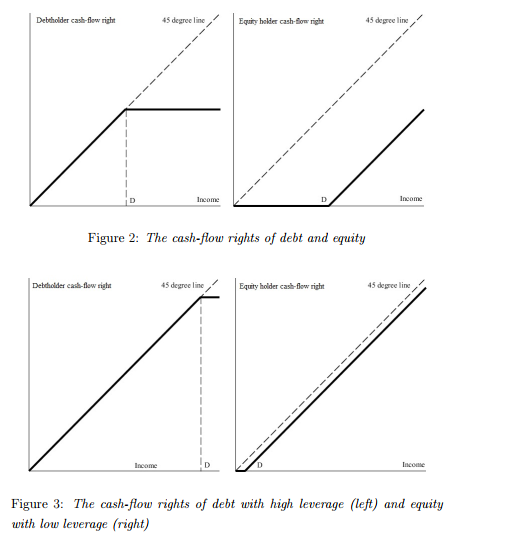 Debtholder cash-flow right
45 degree line
D
Income
Equity holder cash-flow right
45 degree line
D
Income
Figure 2: The cash-flow rights of debt and equity
Debtholder cash-flow right
45 degree line
Income
D
Equity holder cash-flow right
45 degree line
D
Income
Figure 3: The cash-flow rights of debt with high leverage (left) and equity
with low leverage (right)